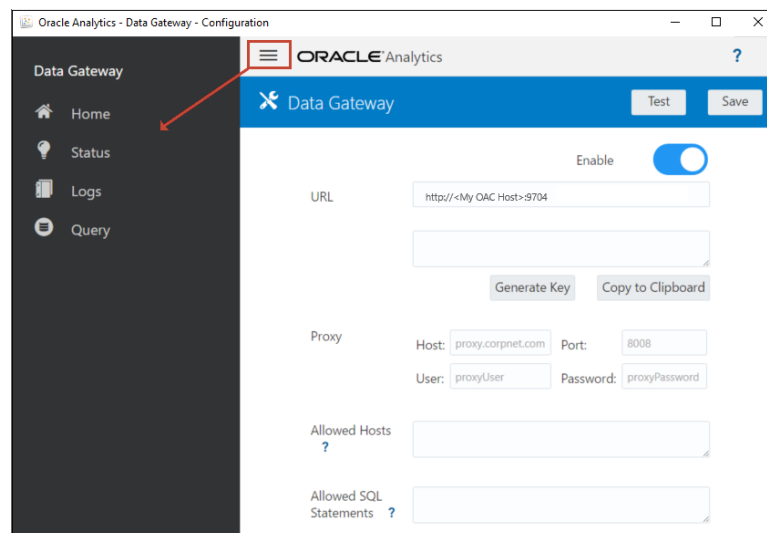 Oracle Analytics - Data Gateway - Configuration
Data Gateway
Home
Status
Logs
Query
ORACLE Analytics
?
Data Gateway
Test
Save
Enable
URL
http://<My OAC Host>:9704
Generate Key
Copy to Clipboard
Proxy
Host: proxy.corpnet.com Port: 8008
User: proxyUser Password: proxyPassword
Allowed Hosts
?
Allowed SQL
Statements ?